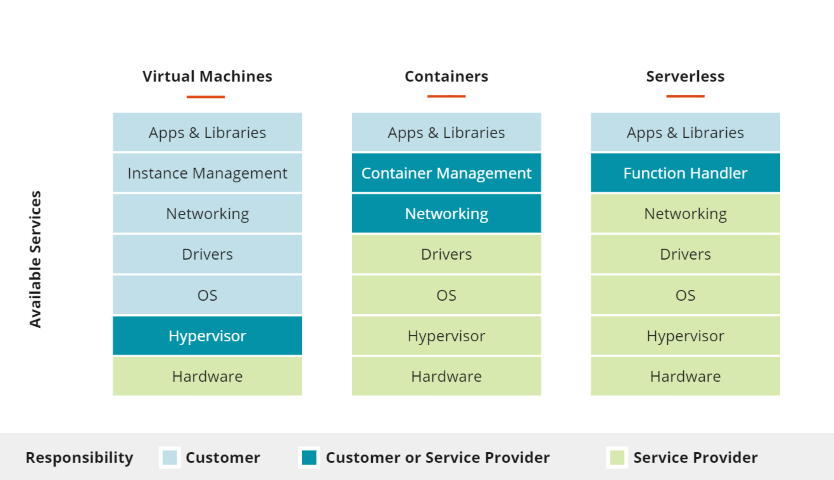 Virtual Machines
Containers
Serverless
Available Services
Apps & Libraries
Instance Management
Networking
Drivers
OS
Hypervisor
Hardware
Apps & Libraries
Container Management
Networking
Drivers
OS
Hypervisor
Hardware
Apps & Libraries
Function Handler
Networking
Drivers
OS
Hypervisor
Hardware
Responsibility
Customer
Customer or Service Provider
Service Provider